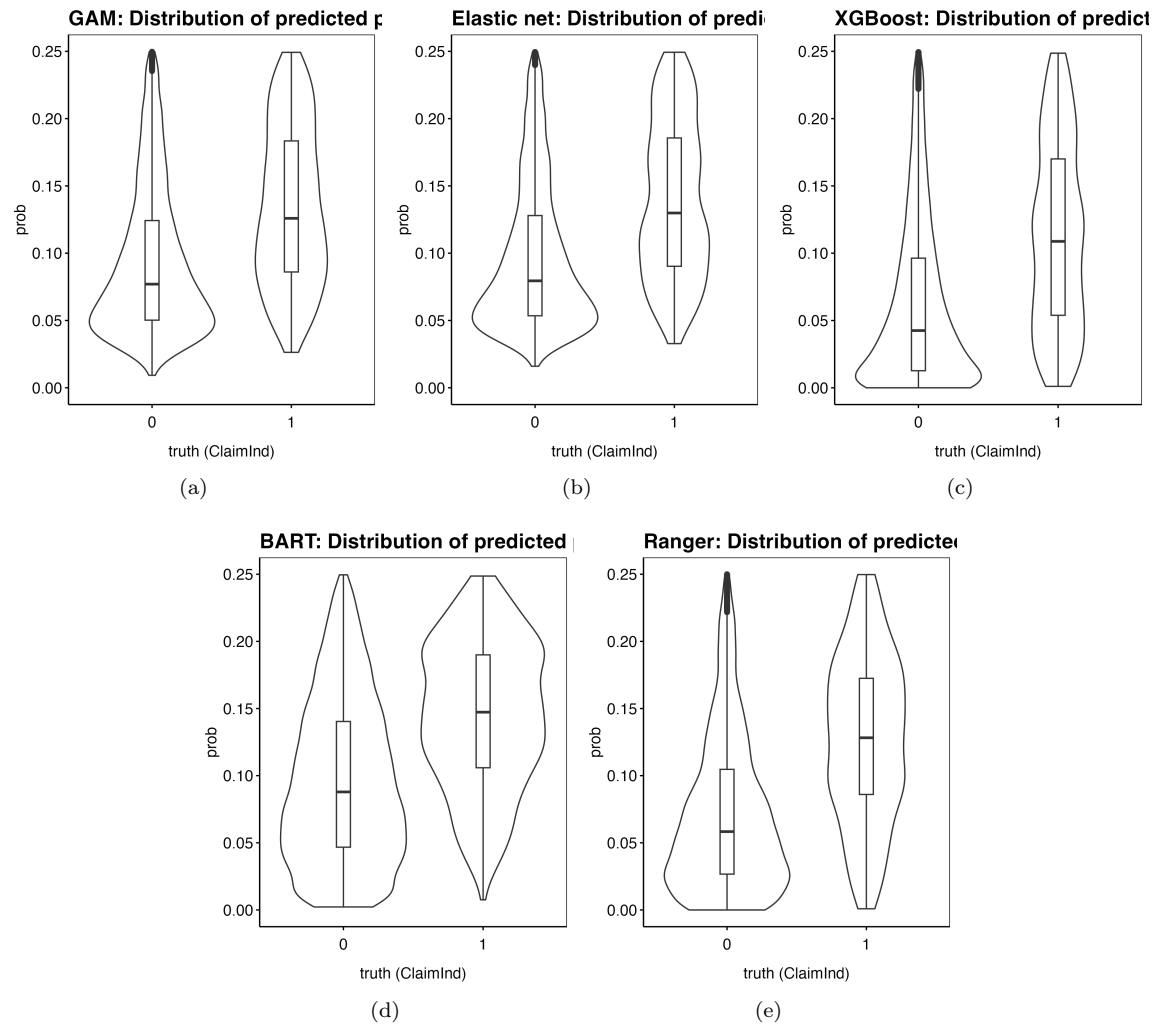 GAM: Distribution of predicted p
0.25
0.20
0.15
0.10
0.05
0.00
prob
0
1
truth (ClaimInd)
(a)
Elastic net: Distribution of predi
0.25
0.20
0.15
0.10
0.05
0.00
prob
0
1
truth (ClaimInd)
(b)
XGBoost: Distribution of predict
0.25
0.20
0.15
0.10
0.05
0.00
prob
0
1
truth (ClaimInd)
(c)
BART: Distribution of predicted
0.25
0.20
0.15
0.10
0.05
0.00
prob
0
1
truth (ClaimInd)
(d)
Ranger: Distribution of predicted
0.25
0.20
0.15
0.10
0.05
0.00
prob
0
1
truth (ClaimInd)
(e)